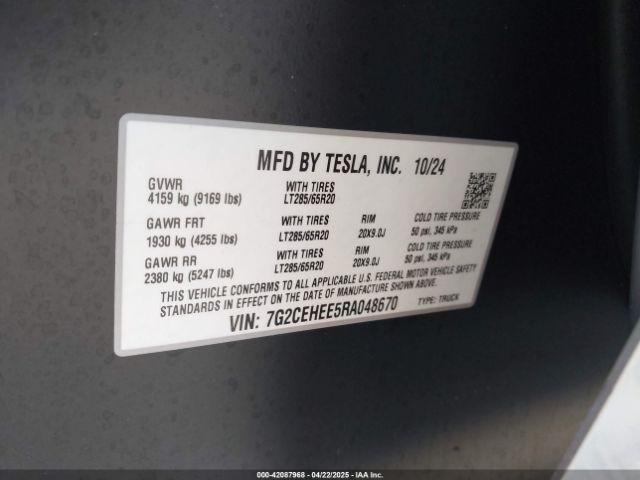 MFD BY TESLA, INC. 10/24
GVWR WITH TIRES
4159 kg (9169 lbs) LT285/65R20
GAWR FRT WITH TIRES RIM COLD TIRE PRESSURE
1930 kg (4255 lbs) LT285/65R20 20X9.0J 50 psi, 345 kPa
GAWR RR WITH TIRES RIM COLD TIRE PRESSURE
2380 kg (5247 lbs) LT285/65R20 20X9.0J 50 psi, 345 kPa
THIS VEHICLE CONFORMS TO ALL APPLICABLE U.S. FEDERAL MOTOR VEHICLE SAFETY
STANDARDS IN EFFECT ON THE DATE OF MANUFACTURE SHOWN ABOVE.
VIN: 7G2CEHEE5RA048670 TYPE: TRUCK
000-42087968 - 04/22/2025 - IAAI.COM